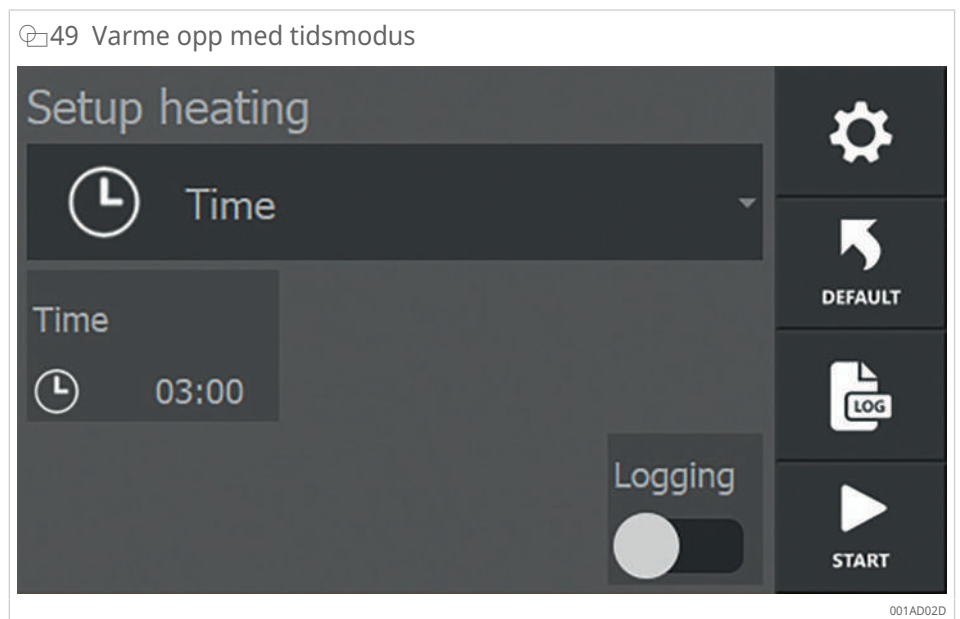 49 Varme opp med tidsmodus
Setup heating
Time
DEFAULT
Time
03:00
LOG
Logging
START
001AD02D